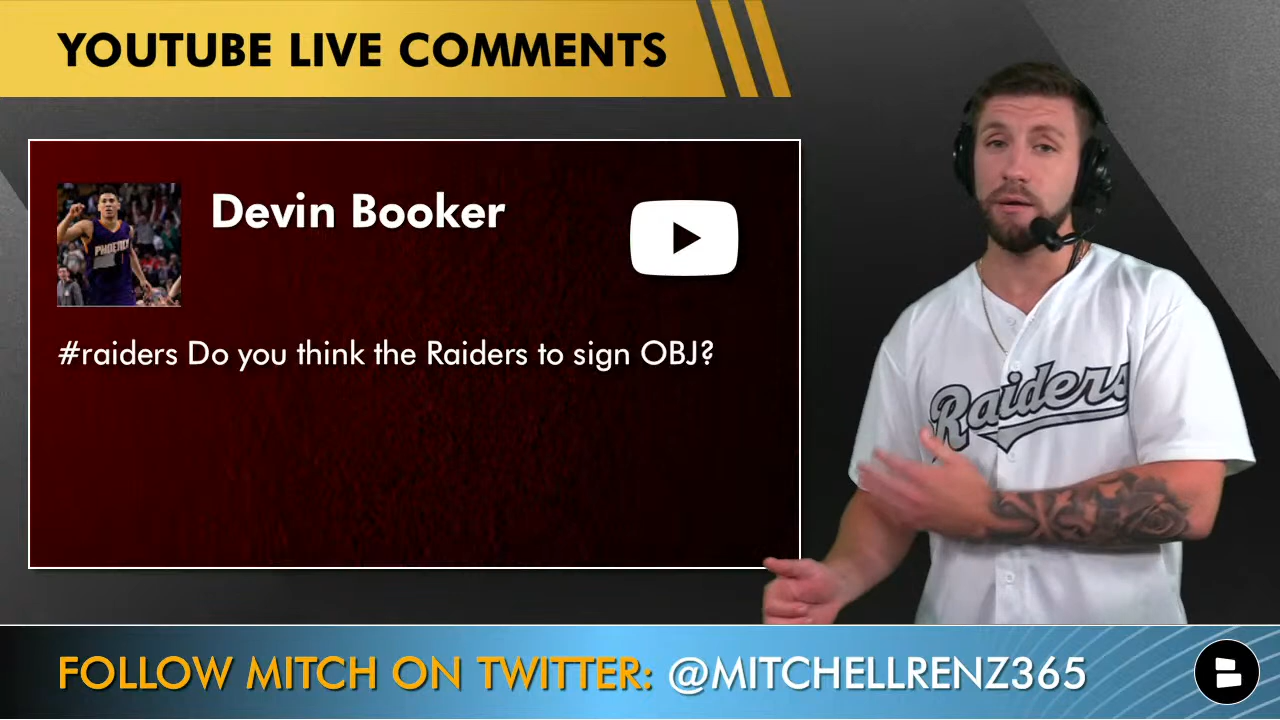 YOUTUBE LIVE COMMENTS
Devin Booker
PHOENIX
#raiders Do you think the Raiders to sign OBJ?
Raiders
FOLLOW MITCH ON TWITTER: @MITCHELLRENZ365